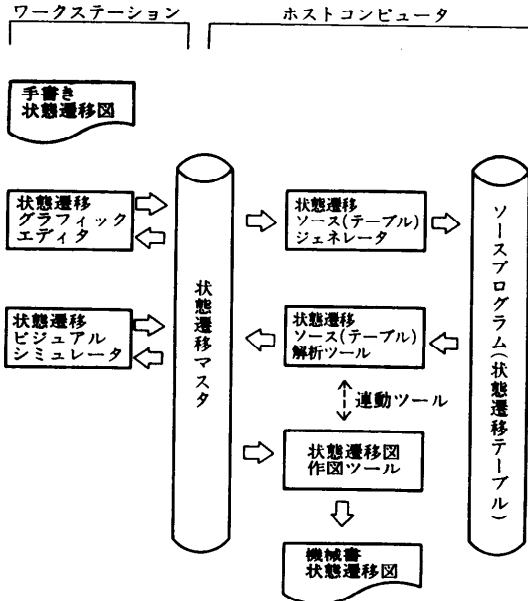 ワークステーション
ホストコンピュータ
手書き
状態遷移図
状態遷移
グラフィック
エディタ
状態遷移
ビジュアル
シミュレータ
状態遷移マスタ
状態遷移
ソース(テーブル)
ジェネレータ
状態遷移
ソース(テーブル)
解析ツール
連動ツール
状態遷移図
作図ツール
機械書
状態遷移図
ソースプログラム(状態遷移テーブル)